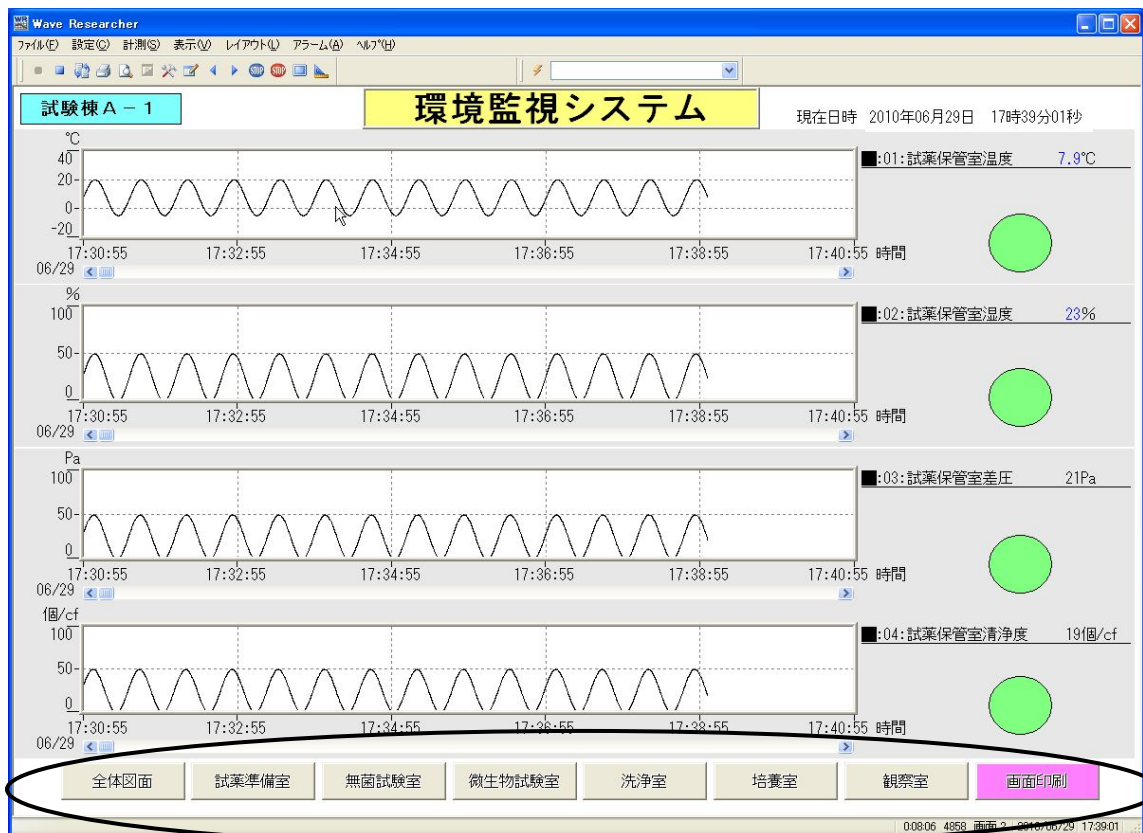 Wave Researcher
ファイル(F) 設定(C) 計測(S) 表示(V) レイアウト(L) アラーム(A) ヘルプ(H)
STOP STOP
試験棟A-1
環境監視システム
現在日時 2010年06月29日 17時39分01秒
℃
40
20
0
-20
17:30:55 17:32:55 17:34:55 17:36:55 17:38:55 17:40:55 時間
06/29
:01:試薬保管室温度 7.9℃
%
100
50
0
17:30:55 17:32:55 17:34:55 17:36:55 17:38:55 17:40:55 時間
06/29
:02:試薬保管室湿度 23%
Pa
100
50
0
17:30:55 17:32:55 17:34:55 17:36:55 17:38:55 17:40:55 時間
06/29
:03:試薬保管室差圧 21Pa
個/cf
100
50
0
17:30:55 17:32:55 17:34:55 17:36:55 17:38:55 17:40:55 時間
06/29
:04:試薬保管室清浄度 19個/cf
全体図面 試薬準備室 無菌試験室 微生物試験室 洗浄室 培養室 観察室 画面印刷
0:08:06 4858 画面 2 2010/06/29 17:39:01